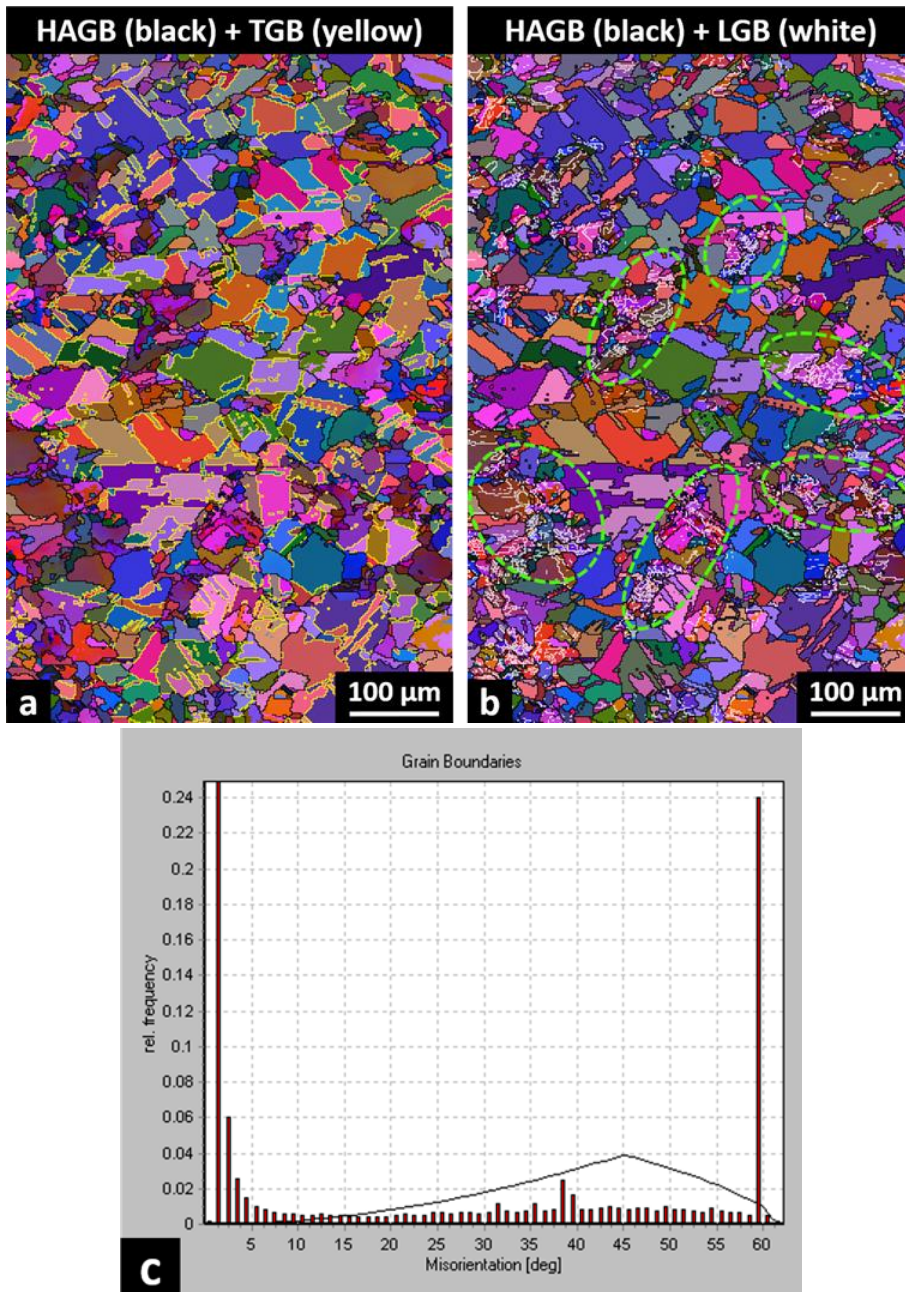 HAGB (black) + TGB (yellow)
HAGB (black) + LGB (white)
a
100 µm
b
100 µm
Grain Boundaries
0.24
0.22
0.2
0.18
0.16
0.14
0.12
0.1
0.08
0.06
0.04
0.02
0
rel. frequency
5 10 15 20 25 30 35 40 45 50 55 60
Misorientation [deg]
c